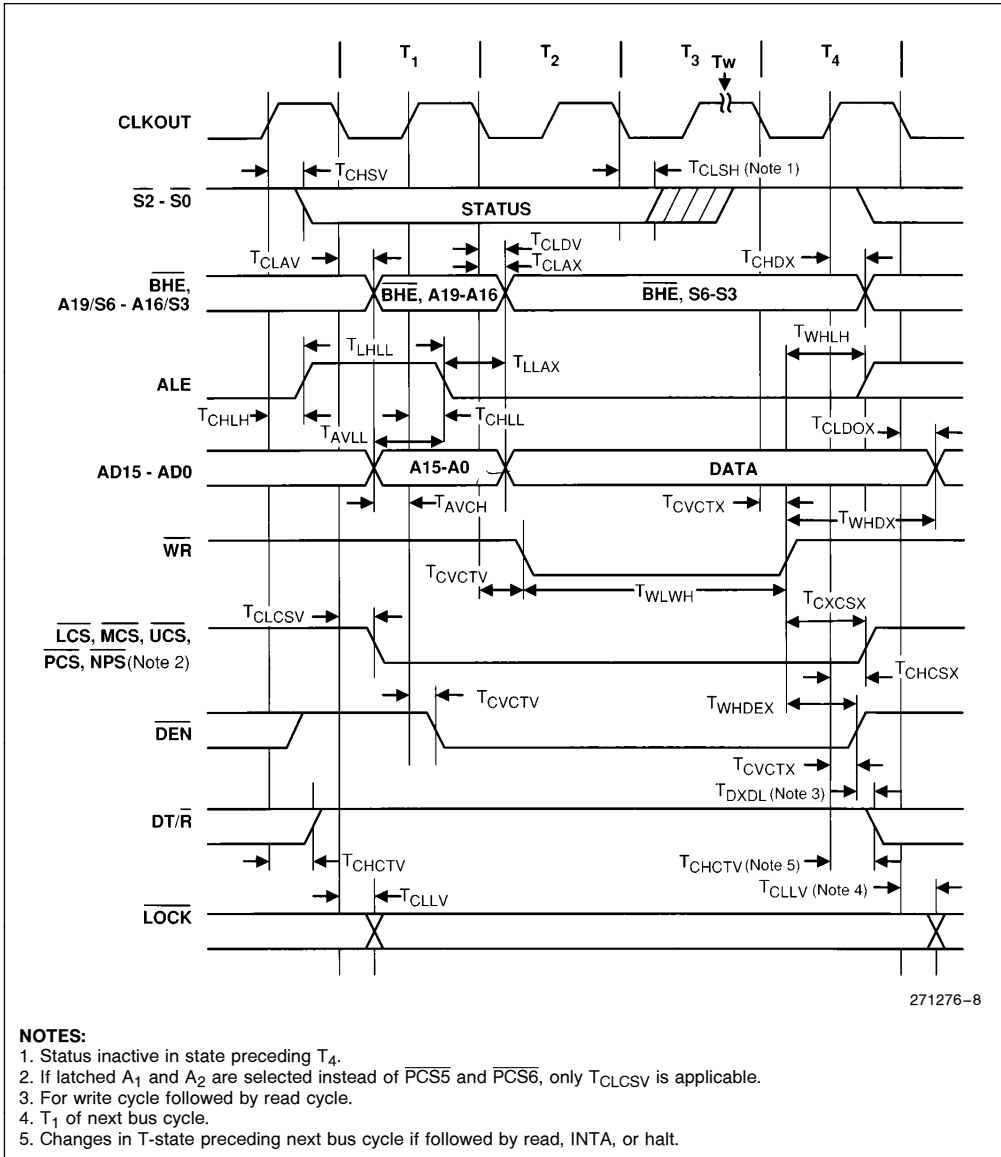 T1 T2 T3 Tw T4
CLKOUT
TCHSV
TCLSH (Note 1)
S2 - S0
STATUS
TCLDV
TCLAV
TCLAX
TCHDX
BHE,
A19/S6 - A16/S3
BHE, A19-A16
BHE, S6-S3
TLHLL
TWHLH
TLLAX
ALE
TCHLH
TCHLL
TAVLL
TCLDOX
AD15 - AD0
A15-A0
DATA
TAVCH
TCVCTX
TWHDX
WR
TCVCTV
TWLWH
TCLCSV
TCXCSX
LCS, MCS, UCS,
PCS, NPS (Note 2)
TCHCSX
TCVCTV
TWHDEX
DEN
TCVCTX
TDXDL (Note 3)
DT/R
TCHCTV
TCHCTV (Note 5)
TCLLV
TCLLV (Note 4)
LOCK
271276–8
NOTES:
1. Status inactive in state preceding T4.
2. If latched A1 and A2 are selected instead of PCS5 and PCS6, only TCLCSV is applicable.
3. For write cycle followed by read cycle.
4. T1 of next bus cycle.
5. Changes in T-state preceding next bus cycle if followed by read, INTA, or halt.